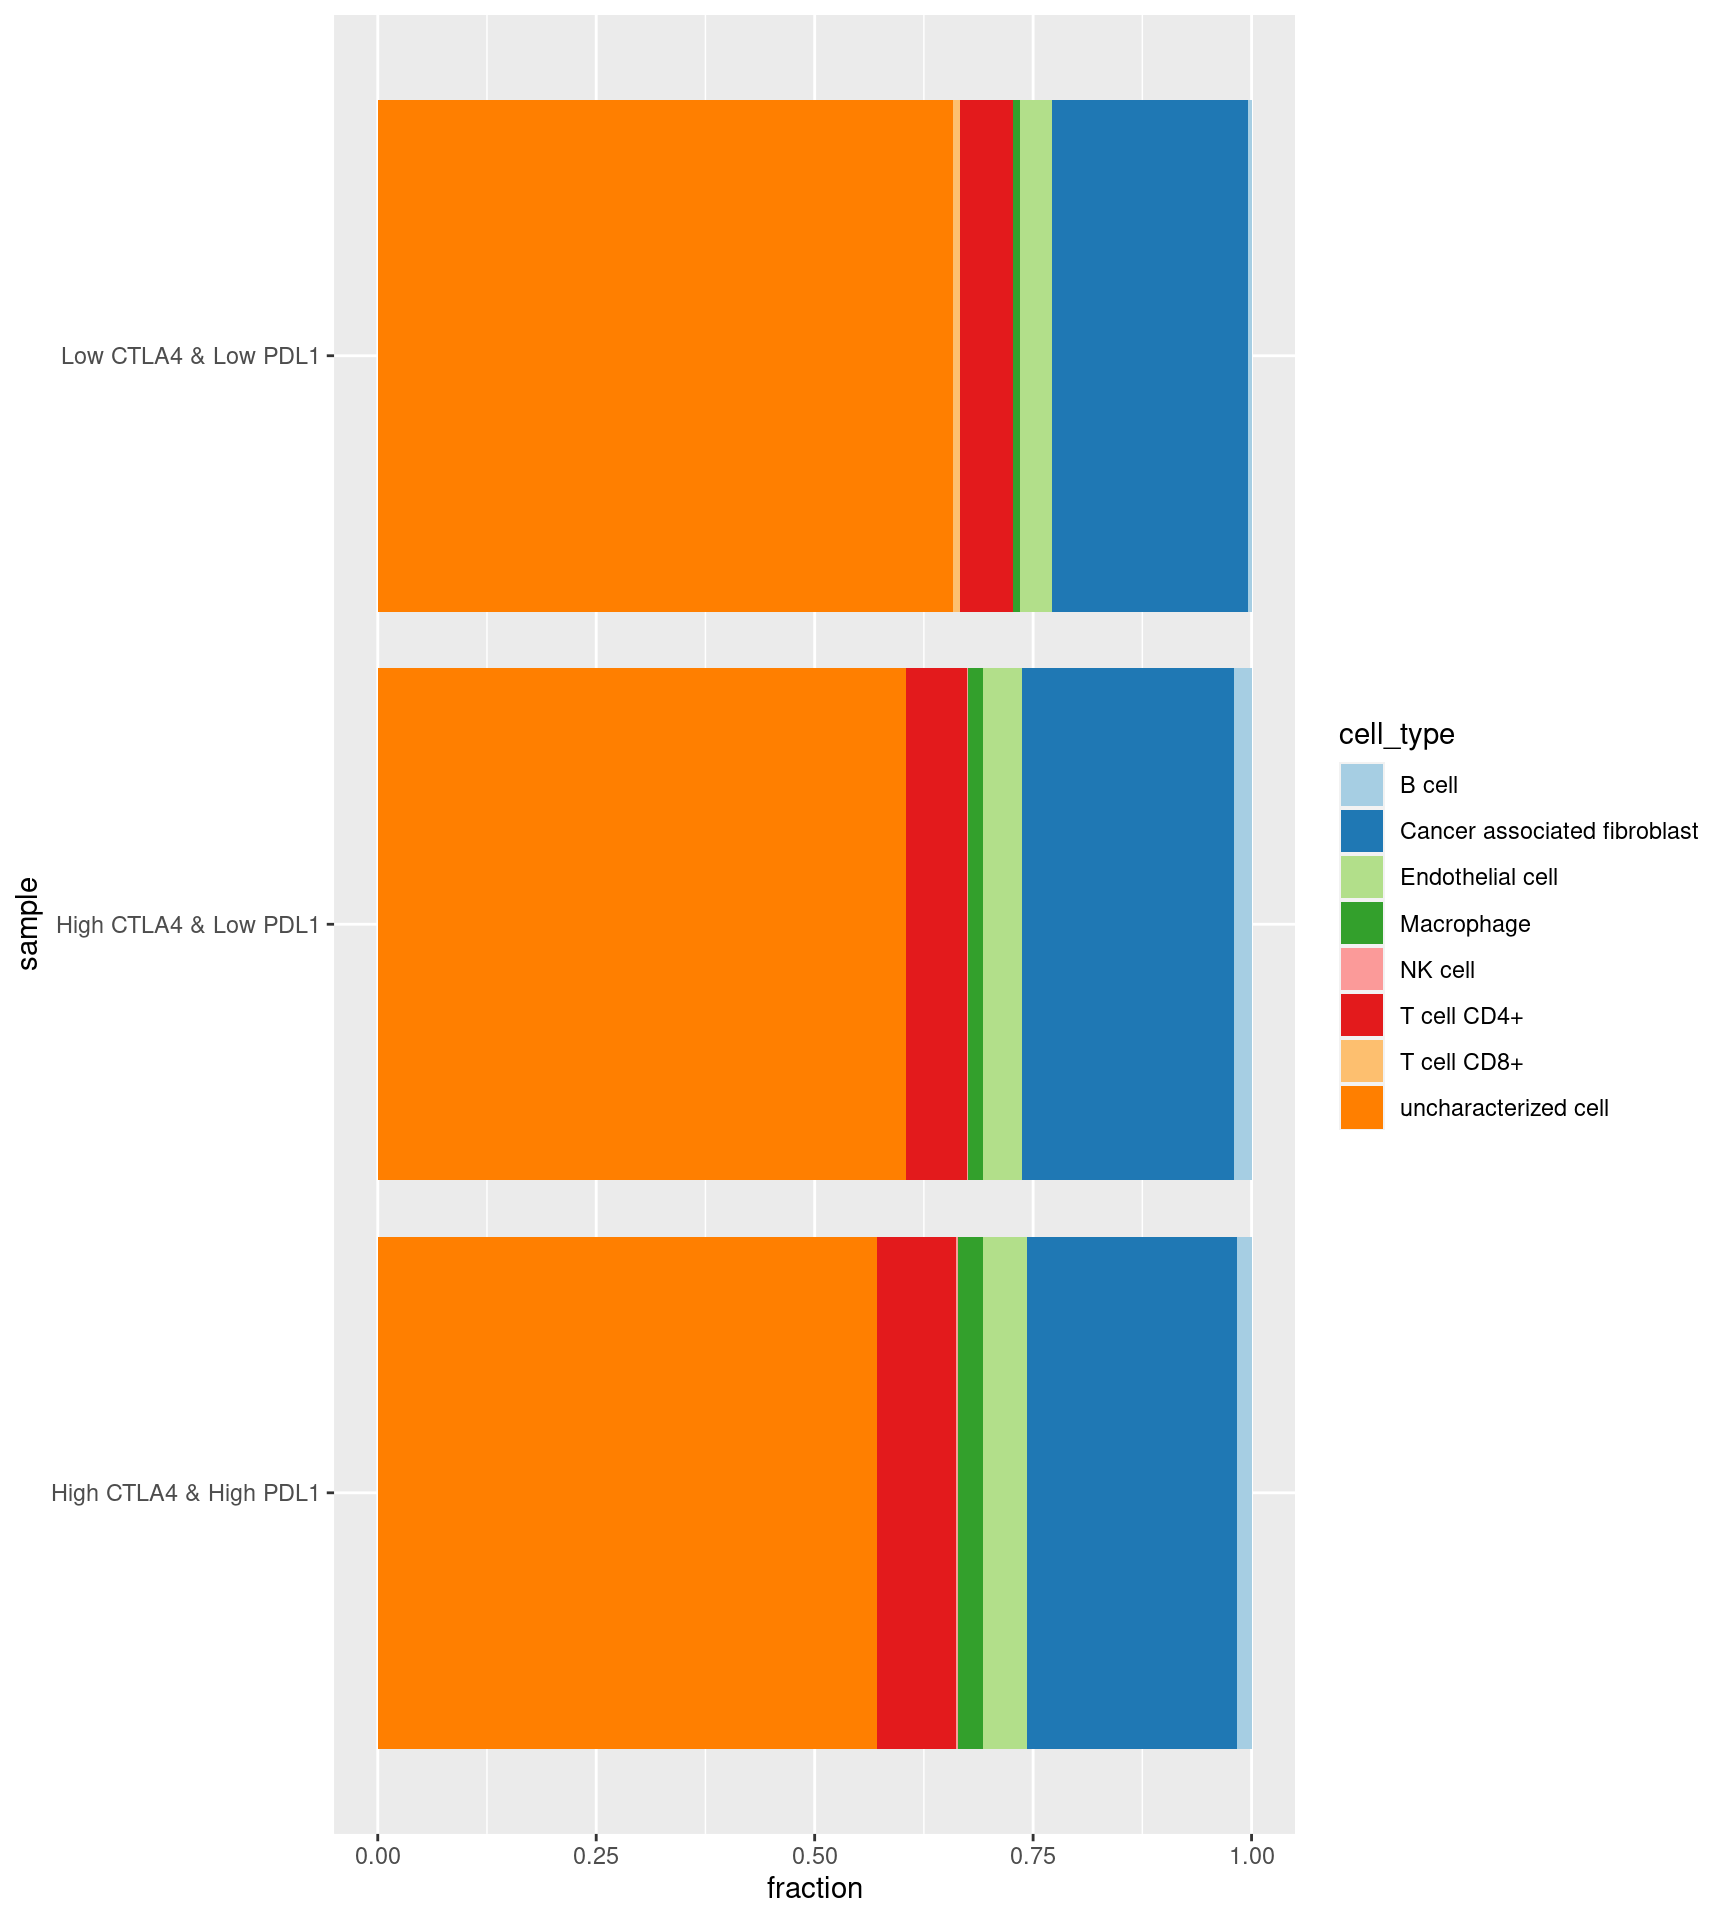 Low CTLA4 & Low PDL1
High CTLA4 & Low PDL1
High CTLA4 & High PDL1
sample
0.00 0.25 0.50 0.75 1.00
fraction
cell_type
B cell
Cancer associated fibroblast
Endothelial cell
Macrophage
NK cell
T cell CD4+
T cell CD8+
uncharacterized cell